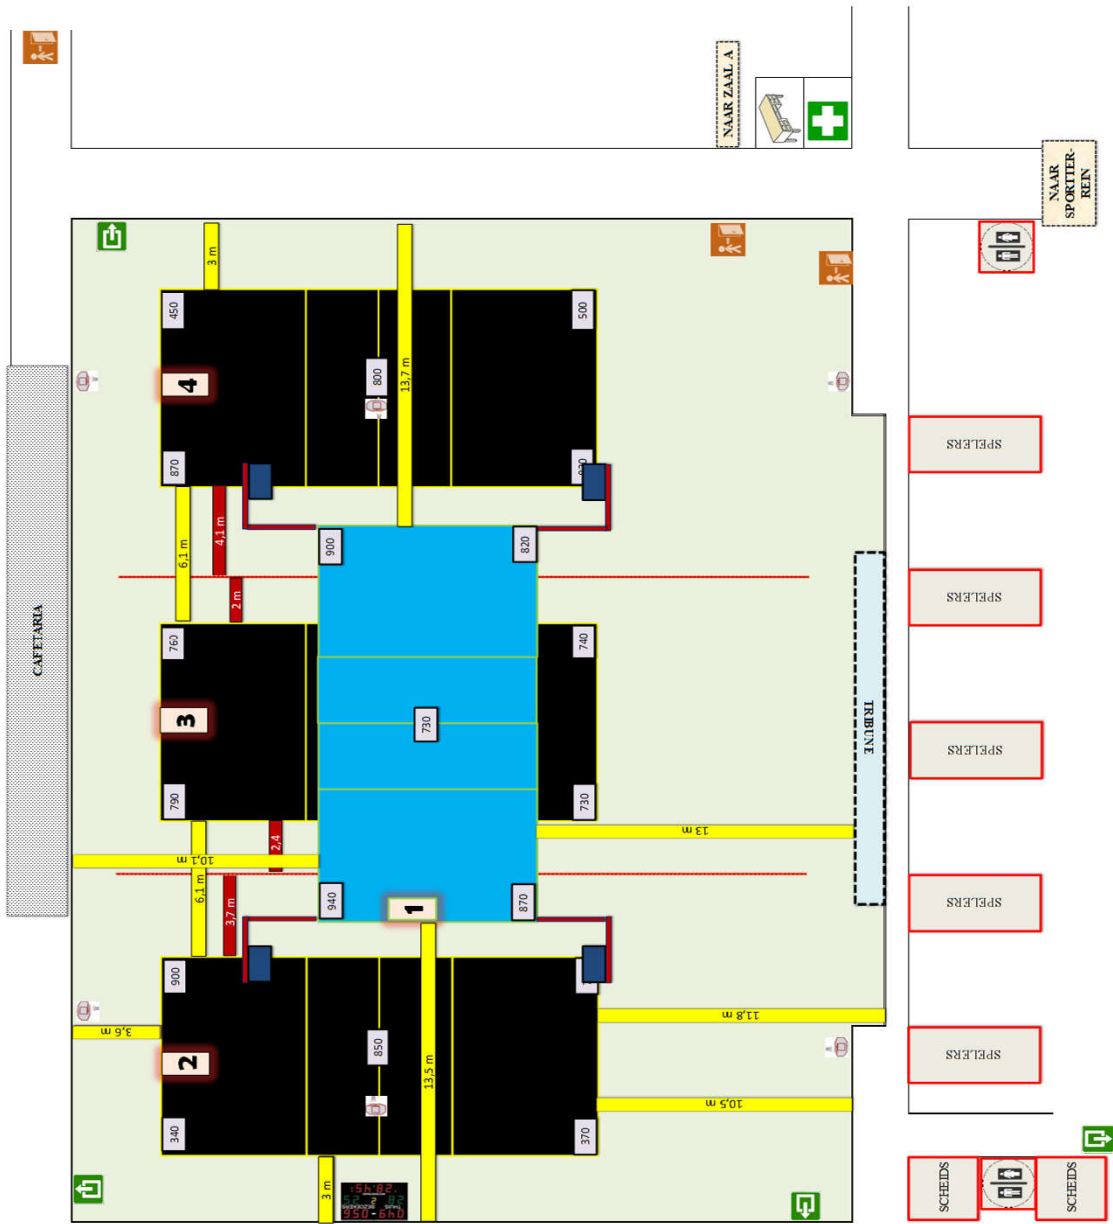 NAAR ZAAL A
NAAR
SPORTTER-
REIN
3 m
450
500
4
800
13,7 m
870
SPELERS
6,1 m
4,1 m
900
820
2 m
SPELERS
CAFETARIA
760
740
3
730
TRIBUNE
SPELERS
790
730
2,4
13 m
10,1 m
6,1 m
3,7 m
940
870
1
SPELERS
900
3,6 m
11,8 m
2
850
13,5 m
SPELERS
10,5 m
340
370
3 m
THUIS
BEZOEKERS
SCHEIDS
SCHEIDS